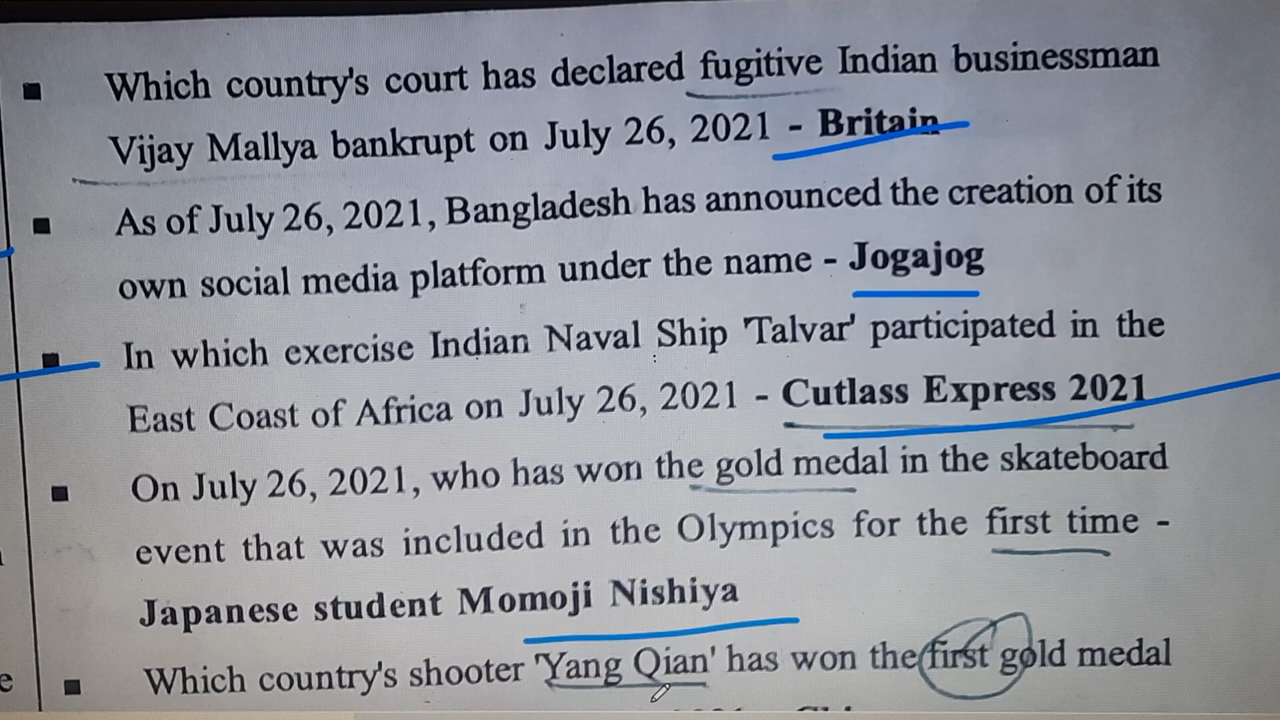 ▪ Which country's court has declared fugitive Indian businessman
Vijay Mallya bankrupt on July 26, 2021 - Britain
▪ As of July 26, 2021, Bangladesh has announced the creation of its
own social media platform under the name - Jogajog
▪ In which exercise Indian Naval Ship 'Talvar' participated in the
East Coast of Africa on July 26, 2021 - Cutlass Express 2021
▪ On July 26, 2021, who has won the gold medal in the skateboard
event that was included in the Olympics for the first time -
Japanese student Momoji Nishiya
e
▪ Which country's shooter 'Yang Qian' has won the first gold medal